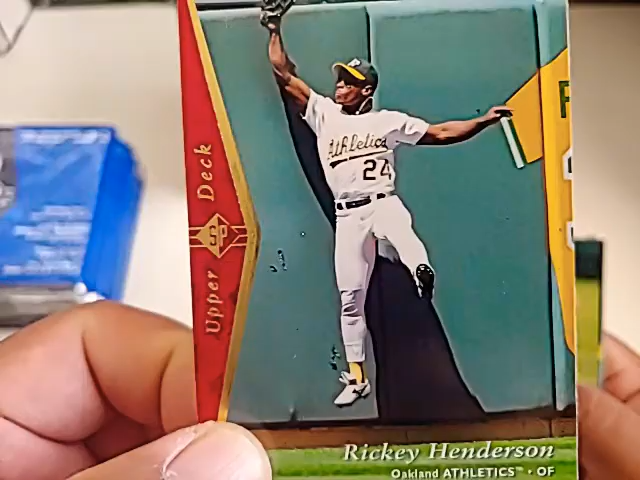 Upper Deck
SP
Athletics
24
Rickey Henderson
Oakland ATHLETICS™ · OF